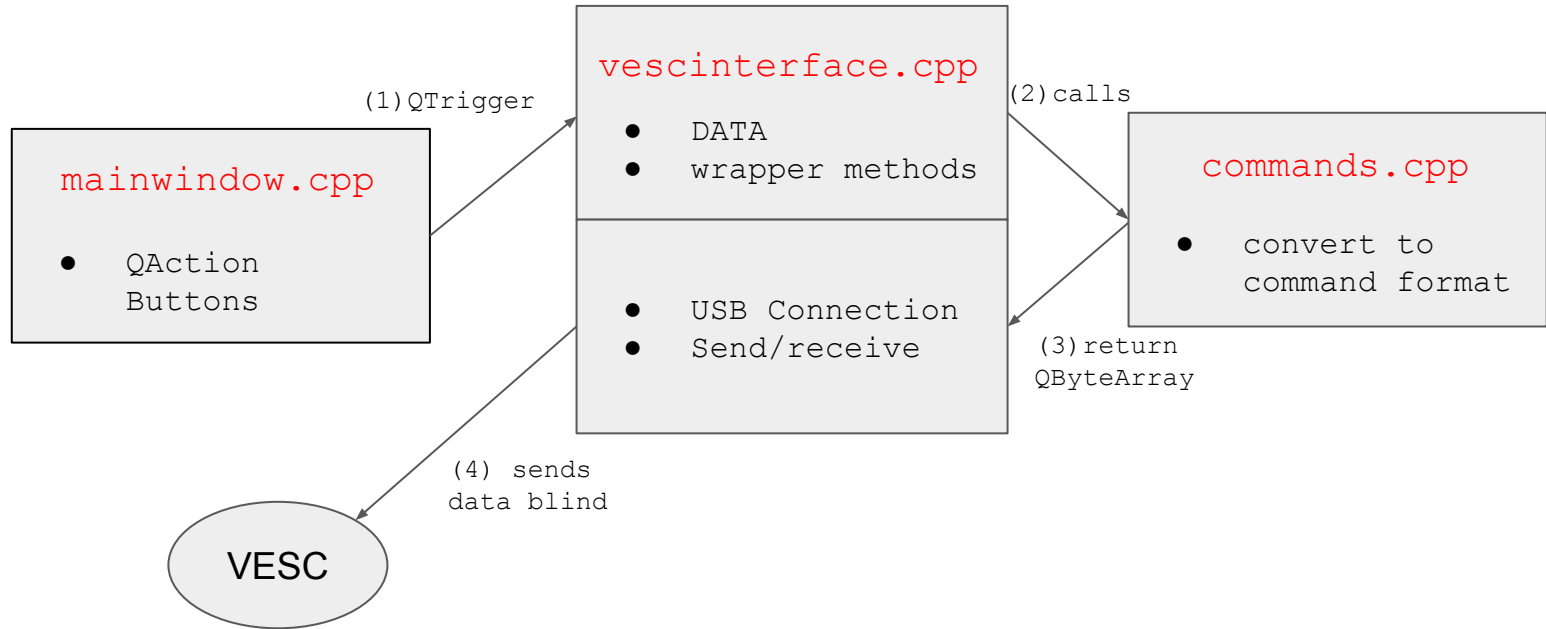 (1)QTrigger
mainwindow.cpp
● QAction
Buttons
vescinterface.cpp
● DATA
● wrapper methods
● USB Connection
● Send/receive
(2)calls
commands.cpp
● convert to
command format
(3)return
QByteArray
(4) sends
data blind
VESC